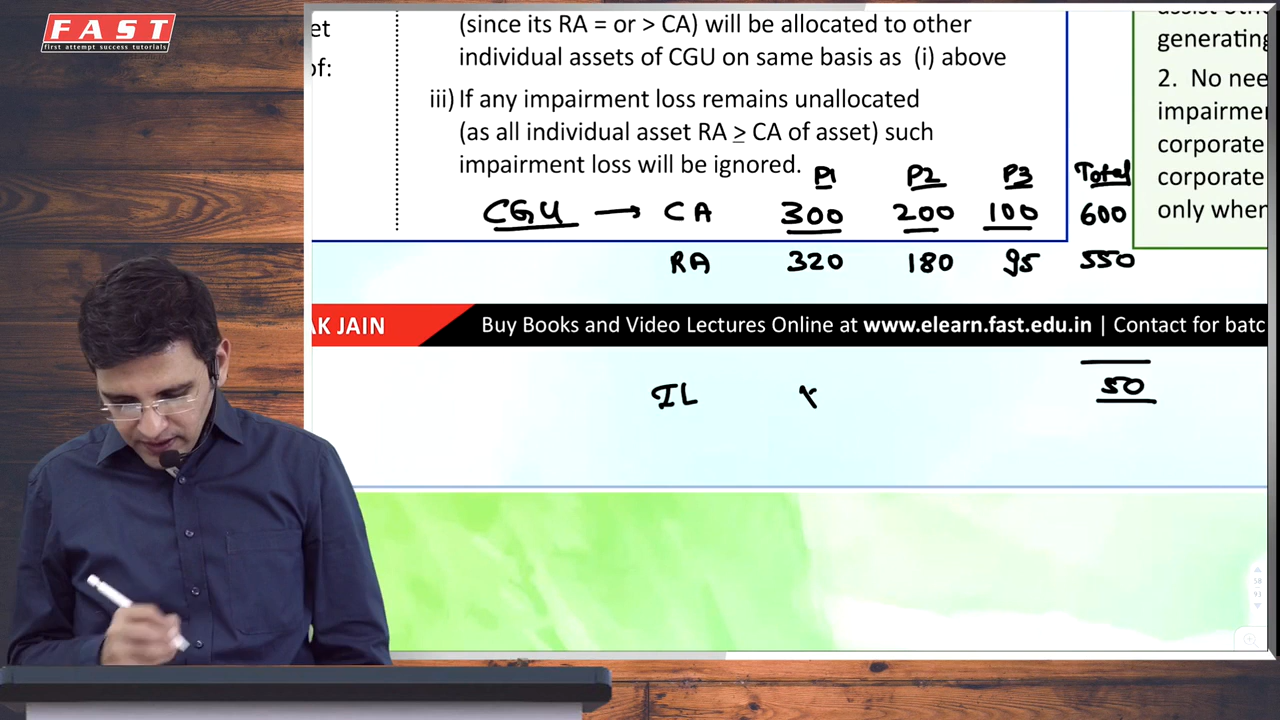 FAST
first attempt success tutorials
et
of:
(since its RA = or > CA) will be allocated to other
individual assets of CGU on same basis as (i) above
iii) If any impairment loss remains unallocated
(as all individual asset RA ≥ CA of asset) such
impairment loss will be ignored.
P1 P2 P3 Total
CGU → CA 300 200 100 600
RA 320 180 95 550
IL x 50
generating
2. No nee
impairme
corporate
corporate
only when
AK JAIN
Buy Books and Video Lectures Online at www.elearn.fast.edu.in | Contact for batc
58
93